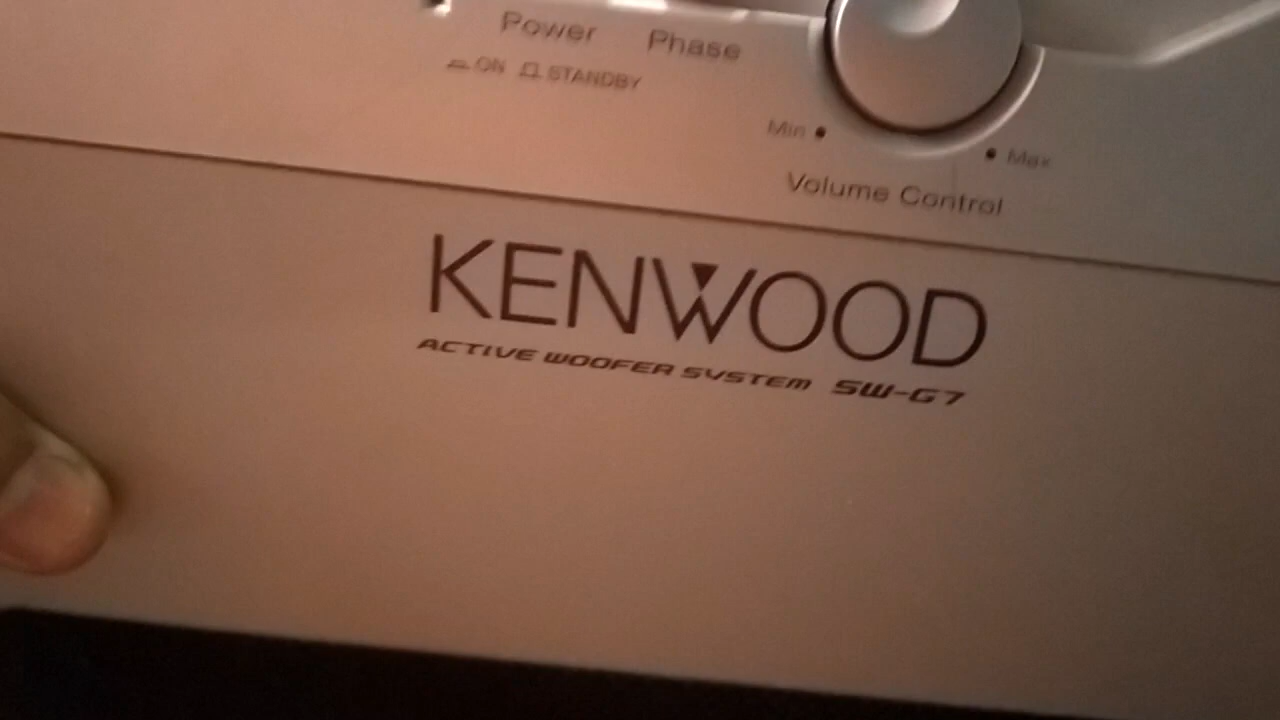 Power Phase
ON STANDBY
Min
Max
Volume Control
KENWOOD
ACTIVE WOOFER SYSTEM SW-G7